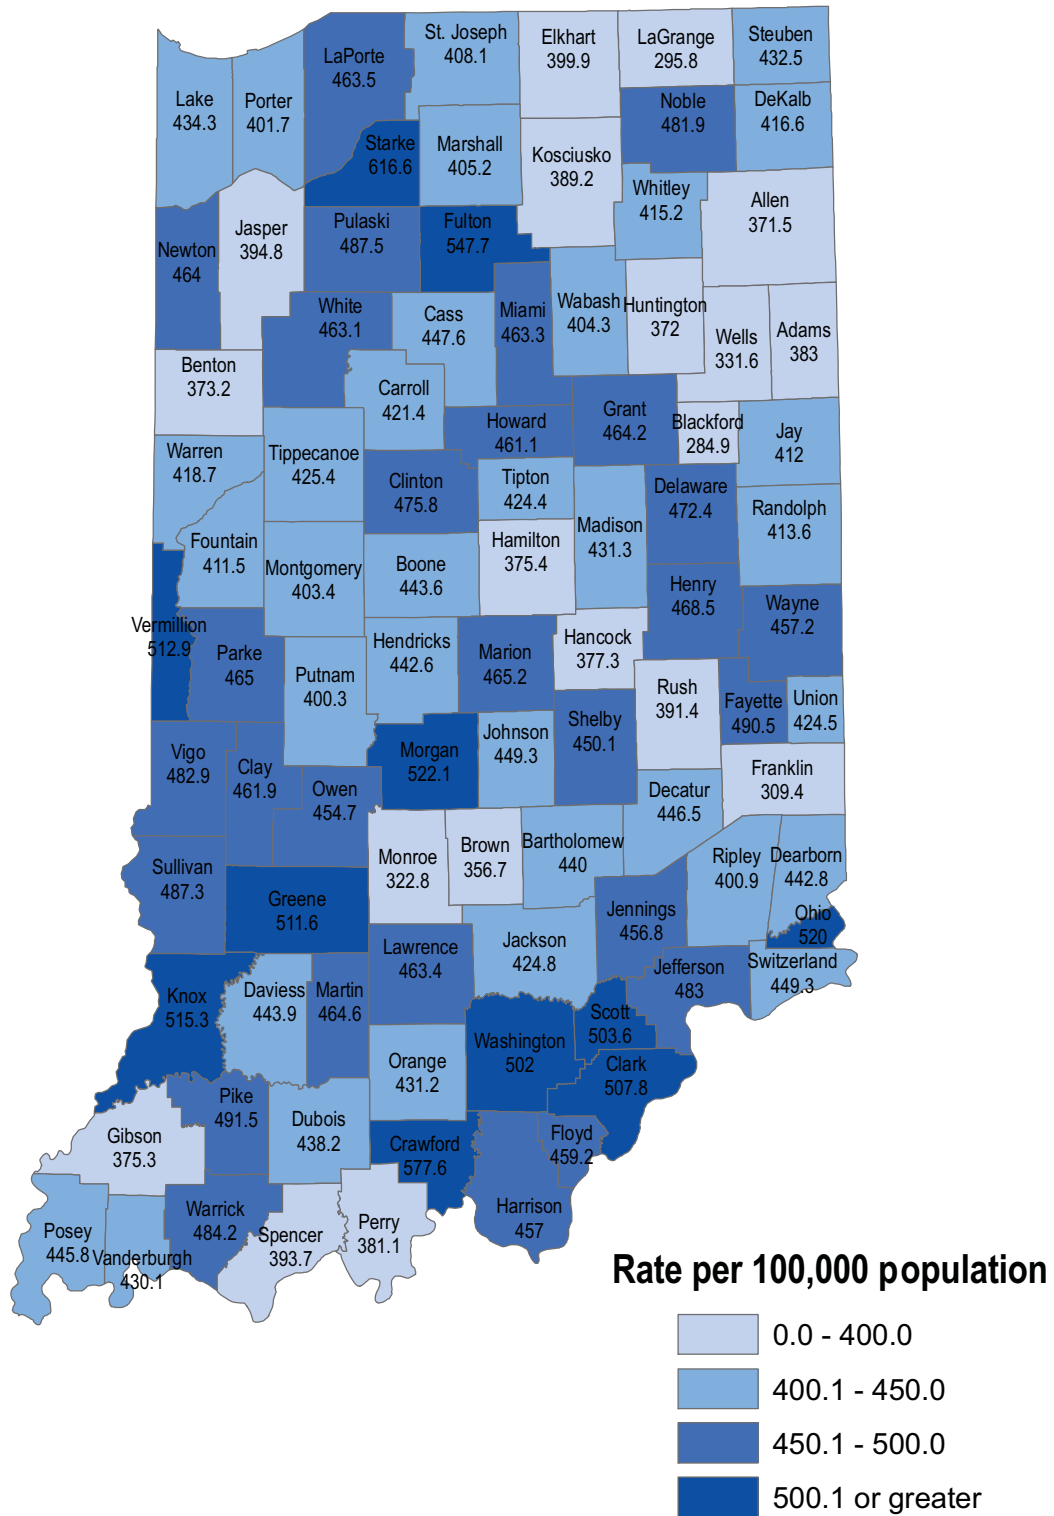 St. Joseph
408.1
Elkhart
399.9
LaGrange
295.8
Steuben
432.5
LaPorte
463.5
Lake
434.3
Porter
401.7
Noble
481.9
DeKalb
416.6
Starke
616.6
Marshall
405.2
Kosciusko
389.2
Whitley
415.2
Allen
371.5
Newton
464
Jasper
394.8
Pulaski
487.5
Fulton
547.7
White
463.1
Cass
447.6
Miami
463.3
Wabash
404.3
Huntington
372
Wells
331.6
Adams
383
Benton
373.2
Carroll
421.4
Howard
461.1
Grant
464.2
Blackford
284.9
Jay
412
Warren
418.7
Tippecanoe
425.4
Clinton
475.8
Tipton
424.4
Delaware
472.4
Randolph
413.6
Fountain
411.5
Montgomery
403.4
Boone
443.6
Hamilton
375.4
Madison
431.3
Henry
468.5
Wayne
457.2
Vermillion
512.9
Parke
465
Putnam
400.3
Hendricks
442.6
Marion
465.2
Hancock
377.3
Rush
391.4
Fayette
490.5
Union
424.5
Vigo
482.9
Clay
461.9
Owen
454.7
Morgan
522.1
Johnson
449.3
Shelby
450.1
Decatur
446.5
Franklin
309.4
Sullivan
487.3
Greene
511.6
Monroe
322.8
Brown
356.7
Bartholomew
440
Jennings
456.8
Ripley
400.9
Dearborn
442.8
Ohio
520
Switzerland
449.3
Knox
515.3
Daviess
443.9
Martin
464.6
Lawrence
463.4
Jackson
424.8
Jefferson
483
Scott
503.6
Washington
502
Clark
507.8
Orange
431.2
Gibson
375.3
Pike
491.5
Dubois
438.2
Crawford
577.6
Floyd
459.2
Harrison
457
Posey
445.8
Vanderburgh
430.1
Warrick
484.2
Spencer
393.7
Perry
381.1
Rate per 100,000 population
0.0 - 400.0
400.1 - 450.0
450.1 - 500.0
500.1 or greater